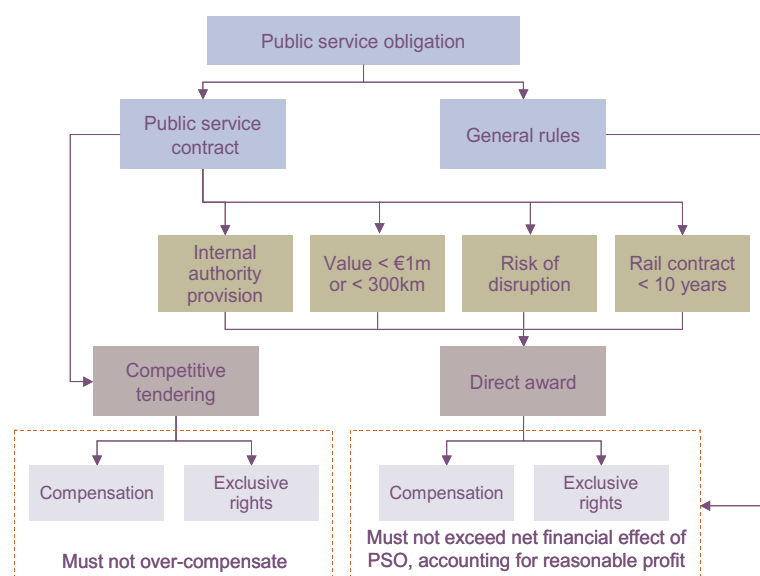 Public service obligation
Public service
contract
General rules
Internal
authority
provision
Value < €1m
or < 300km
Risk of
disruption
Rail contract
< 10 years
Competitive
tendering
Direct award
Compensation
Exclusive
rights
Must not over-compensate
Compensation
Exclusive
rights
Must not exceed net financial effect of
PSO, accounting for reasonable profit